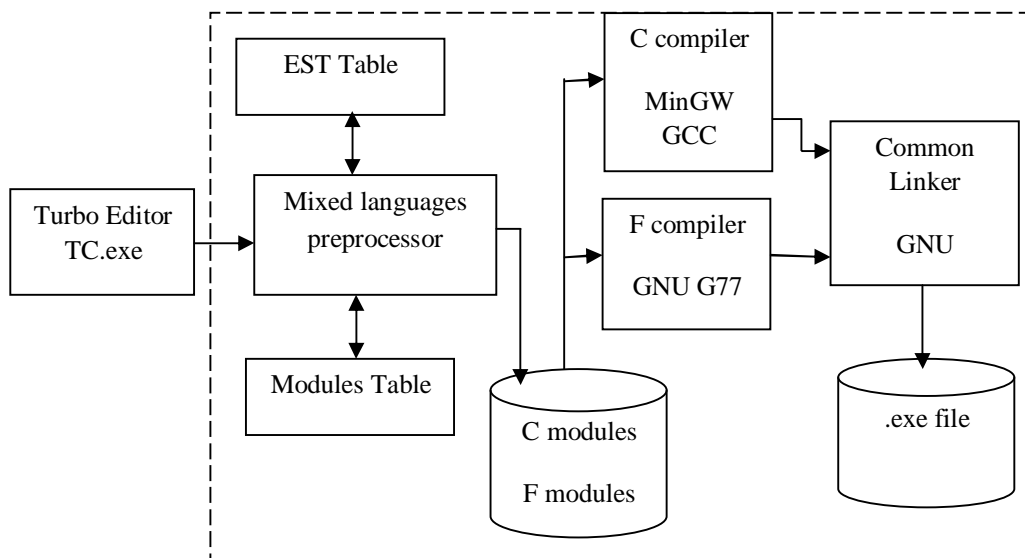 EST Table
Turbo Editor
TC.exe
Mixed languages
preprocessor
Modules Table
C modules
F modules
C compiler
MinGW
GCC
F compiler
GNU G77
Common
Linker
GNU
.exe file